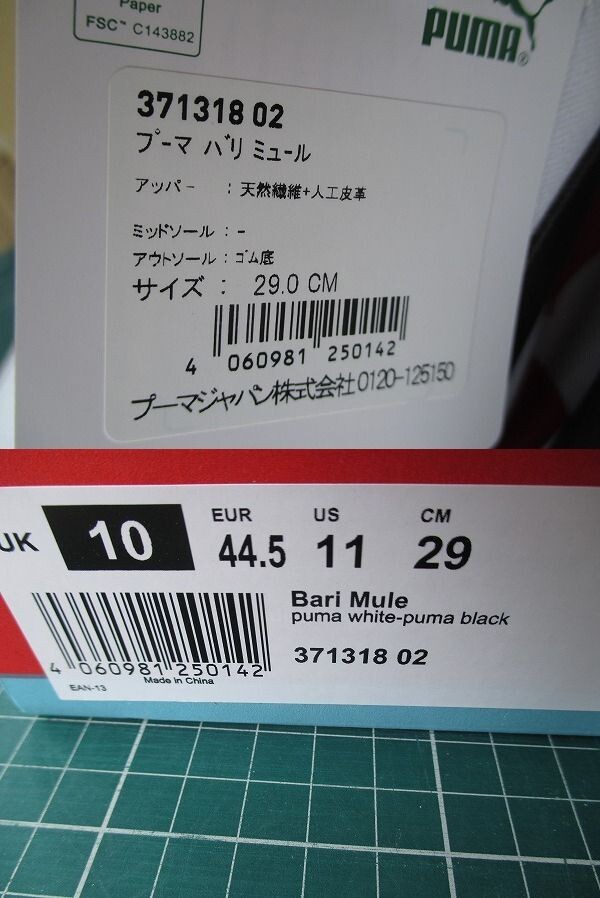 Paper
FSC™ C143882
PUMA®
371318 02
プーマ バリ ミュール
アッパー : 天然繊維+人工皮革
ミッドソール : -
アウトソール : ゴム底
サイズ : 29.0 CM
4 060981 250142
プーマジャパン株式会社0120-125150
UK 10 EUR 44.5 US 11 CM 29
Bari Mule
puma white-puma black
371318 02
4 060981 250142
EAN-13
Made in China